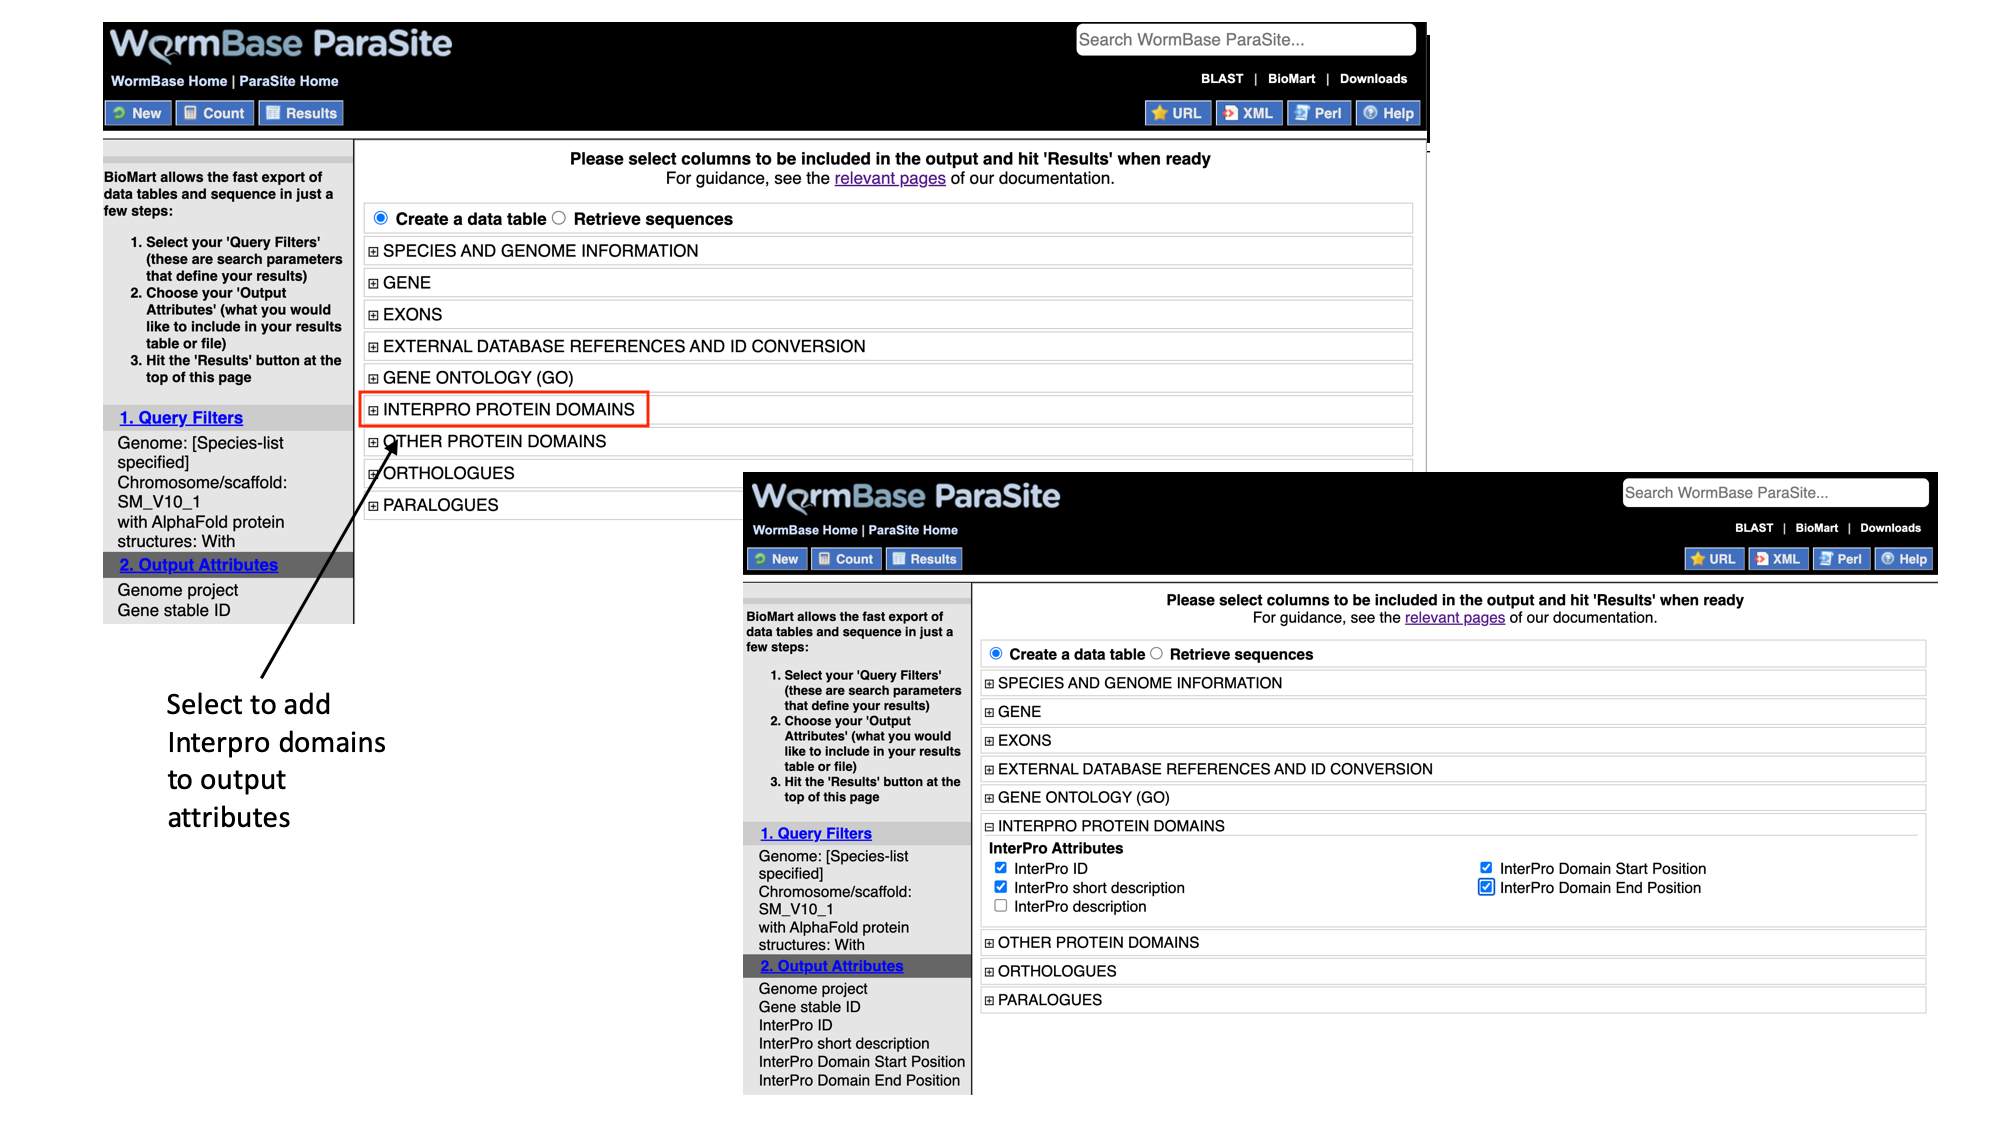 WormBase ParaSite
Search WormBase ParaSite...
WormBase Home | ParaSite Home
BLAST | BioMart | Downloads
New Count Results
URL XML Perl Help
BioMart allows the fast export of
data tables and sequence in just a
few steps:
1. Select your 'Query Filters'
(these are search parameters
that define your results)
2. Choose your 'Output
Attributes' (what you would
like to include in your results
table or file)
3. Hit the 'Results' button at the
top of this page
1. Query Filters
Genome: [Species-list
specified]
Chromosome/scaffold:
SM_V10_1
with AlphaFold protein
structures: With
2. Output Attributes
Genome project
Gene stable ID
Please select columns to be included in the output and hit 'Results' when ready
For guidance, see the relevant pages of our documentation.
Create a data table Retrieve sequences
SPECIES AND GENOME INFORMATION
GENE
EXONS
EXTERNAL DATABASE REFERENCES AND ID CONVERSION
GENE ONTOLOGY (GO)
INTERPRO PROTEIN DOMAINS
OTHER PROTEIN DOMAINS
ORTHOLOGUES
PARALOGUES
Select to add
Interpro domains
to output
attributes
WormBase ParaSite
Search WormBase ParaSite...
WormBase Home | ParaSite Home
BLAST | BioMart | Downloads
New Count Results
URL XML Perl Help
BioMart allows the fast export of
data tables and sequence in just a
few steps:
1. Select your 'Query Filters'
(these are search parameters
that define your results)
2. Choose your 'Output
Attributes' (what you would
like to include in your results
table or file)
3. Hit the 'Results' button at the
top of this page
1. Query Filters
Genome: [Species-list
specified]
Chromosome/scaffold:
SM_V10_1
with AlphaFold protein
structures: With
2. Output Attributes
Genome project
Gene stable ID
InterPro ID
InterPro short description
InterPro Domain Start Position
InterPro Domain End Position
Please select columns to be included in the output and hit 'Results' when ready
For guidance, see the relevant pages of our documentation.
Create a data table Retrieve sequences
SPECIES AND GENOME INFORMATION
GENE
EXONS
EXTERNAL DATABASE REFERENCES AND ID CONVERSION
GENE ONTOLOGY (GO)
INTERPRO PROTEIN DOMAINS
InterPro Attributes
InterPro ID
InterPro short description
InterPro description
InterPro Domain Start Position
InterPro Domain End Position
OTHER PROTEIN DOMAINS
ORTHOLOGUES
PARALOGUES